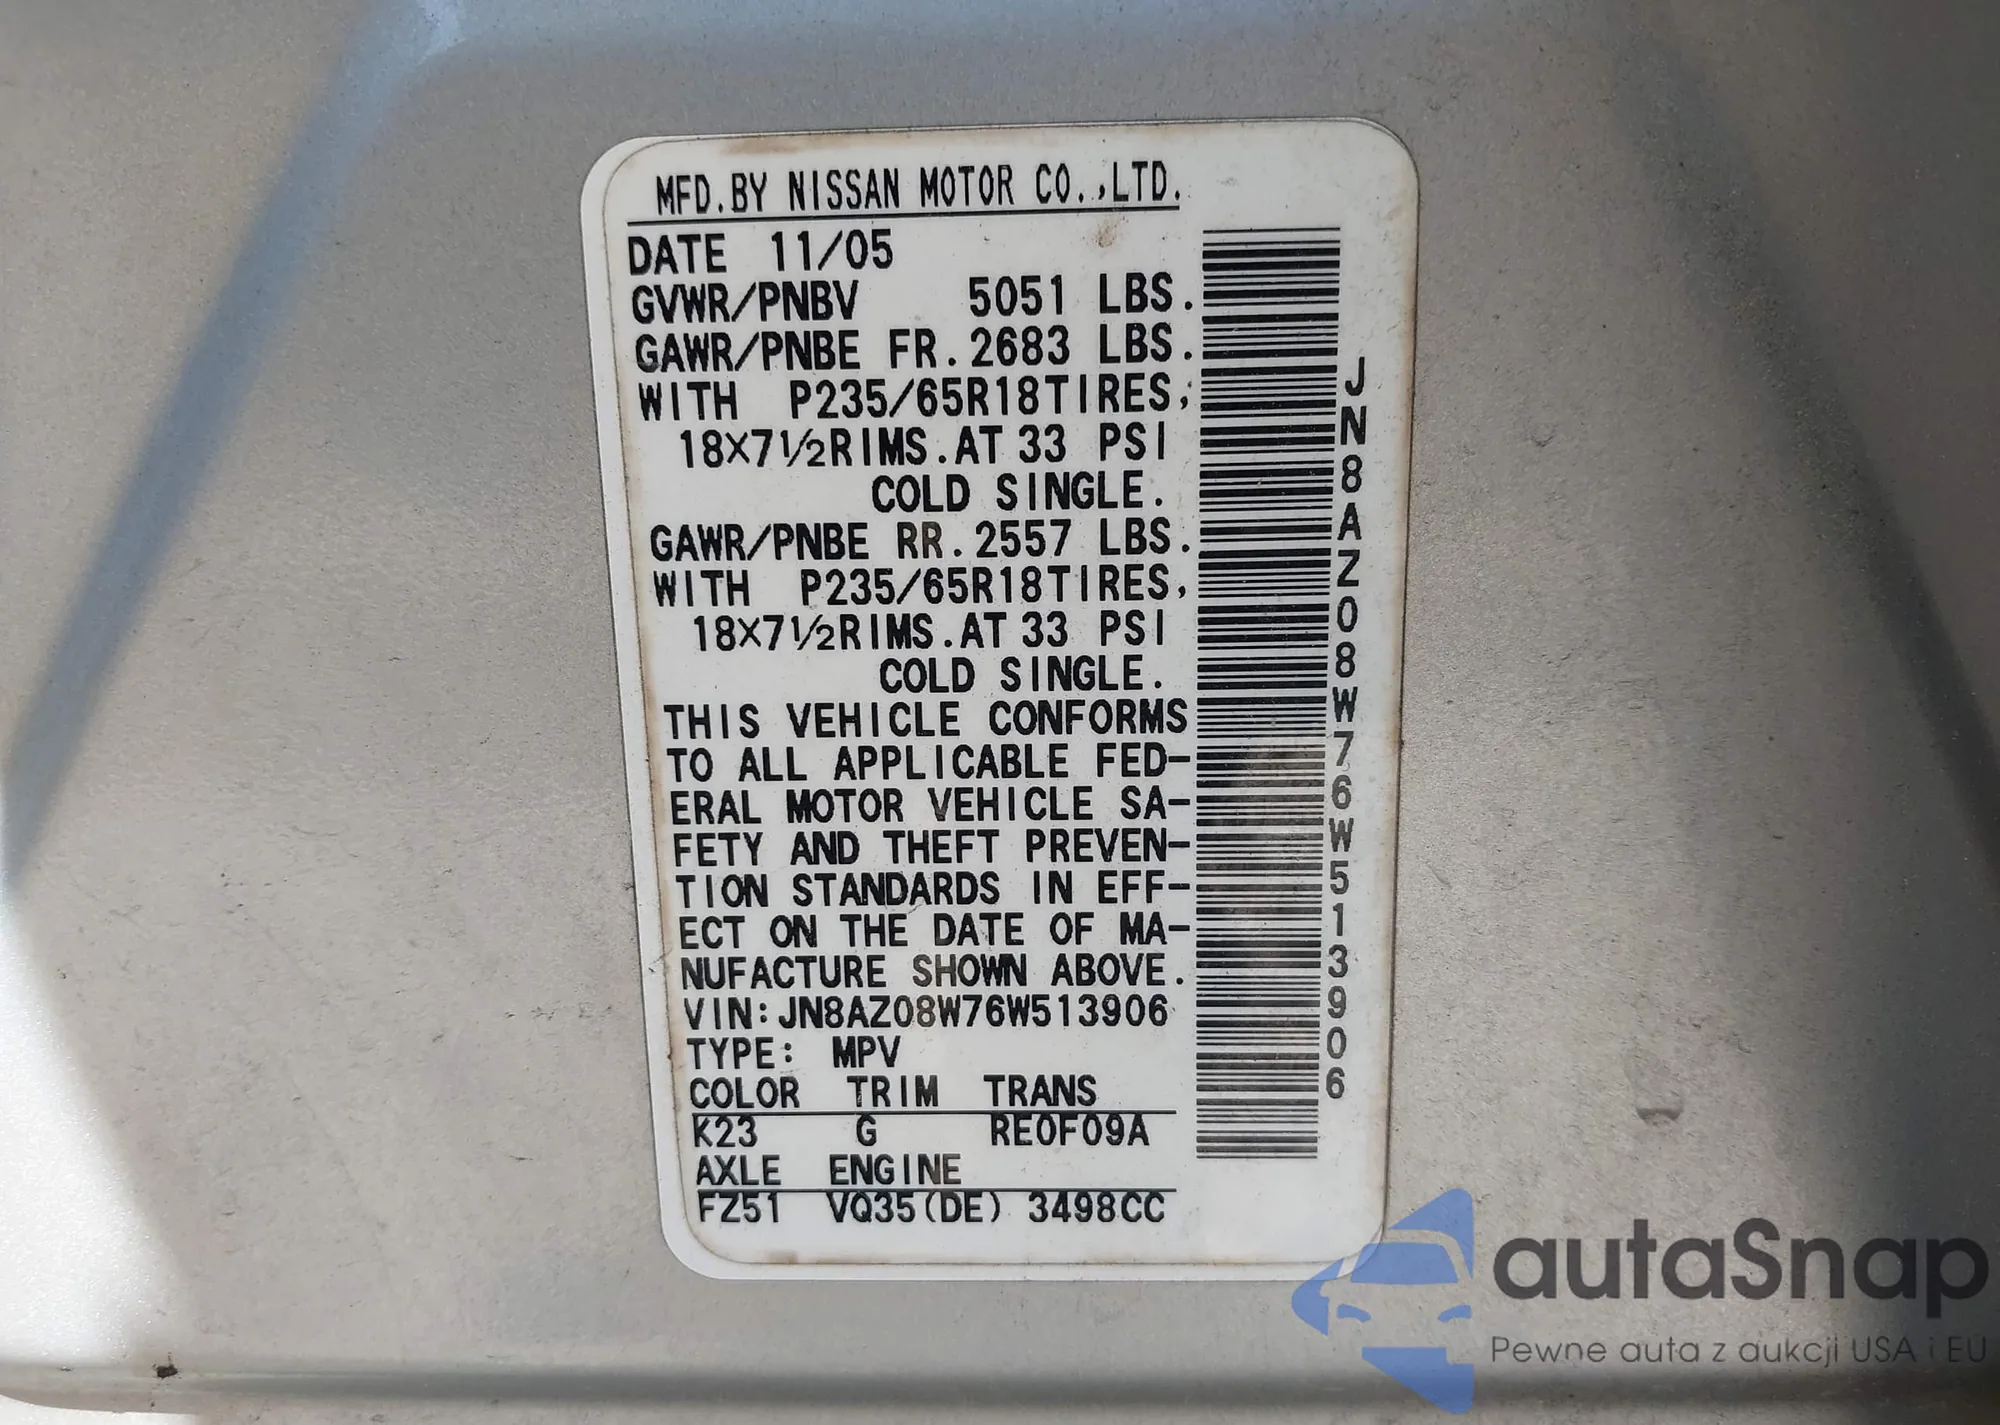 MFD.BY NISSAN MOTOR CO.,LTD.
DATE 11/05
GVWR/PNBV 5051 LBS.
GAWR/PNBE FR.2683 LBS.
WITH P235/65R18TIRES,
18X7½RIMS.AT 33 PSI
COLD SINGLE.
GAWR/PNBE RR.2557 LBS.
WITH P235/65R18TIRES,
18X7½RIMS.AT 33 PSI
COLD SINGLE.
THIS VEHICLE CONFORMS
TO ALL APPLICABLE FED-
ERAL MOTOR VEHICLE SA-
FETY AND THEFT PREVEN-
TION STANDARDS IN EFF-
ECT ON THE DATE OF MA-
NUFACTURE SHOWN ABOVE.
VIN:JN8AZ08W76W513906
TYPE: MPV
COLOR TRIM TRANS
K23 G RE0F09A
AXLE ENGINE
FZ51 VQ35(DE) 3498CC
JN8AZ08W76W513906
autaSnap
Pewne auta z aukcji USA i EU